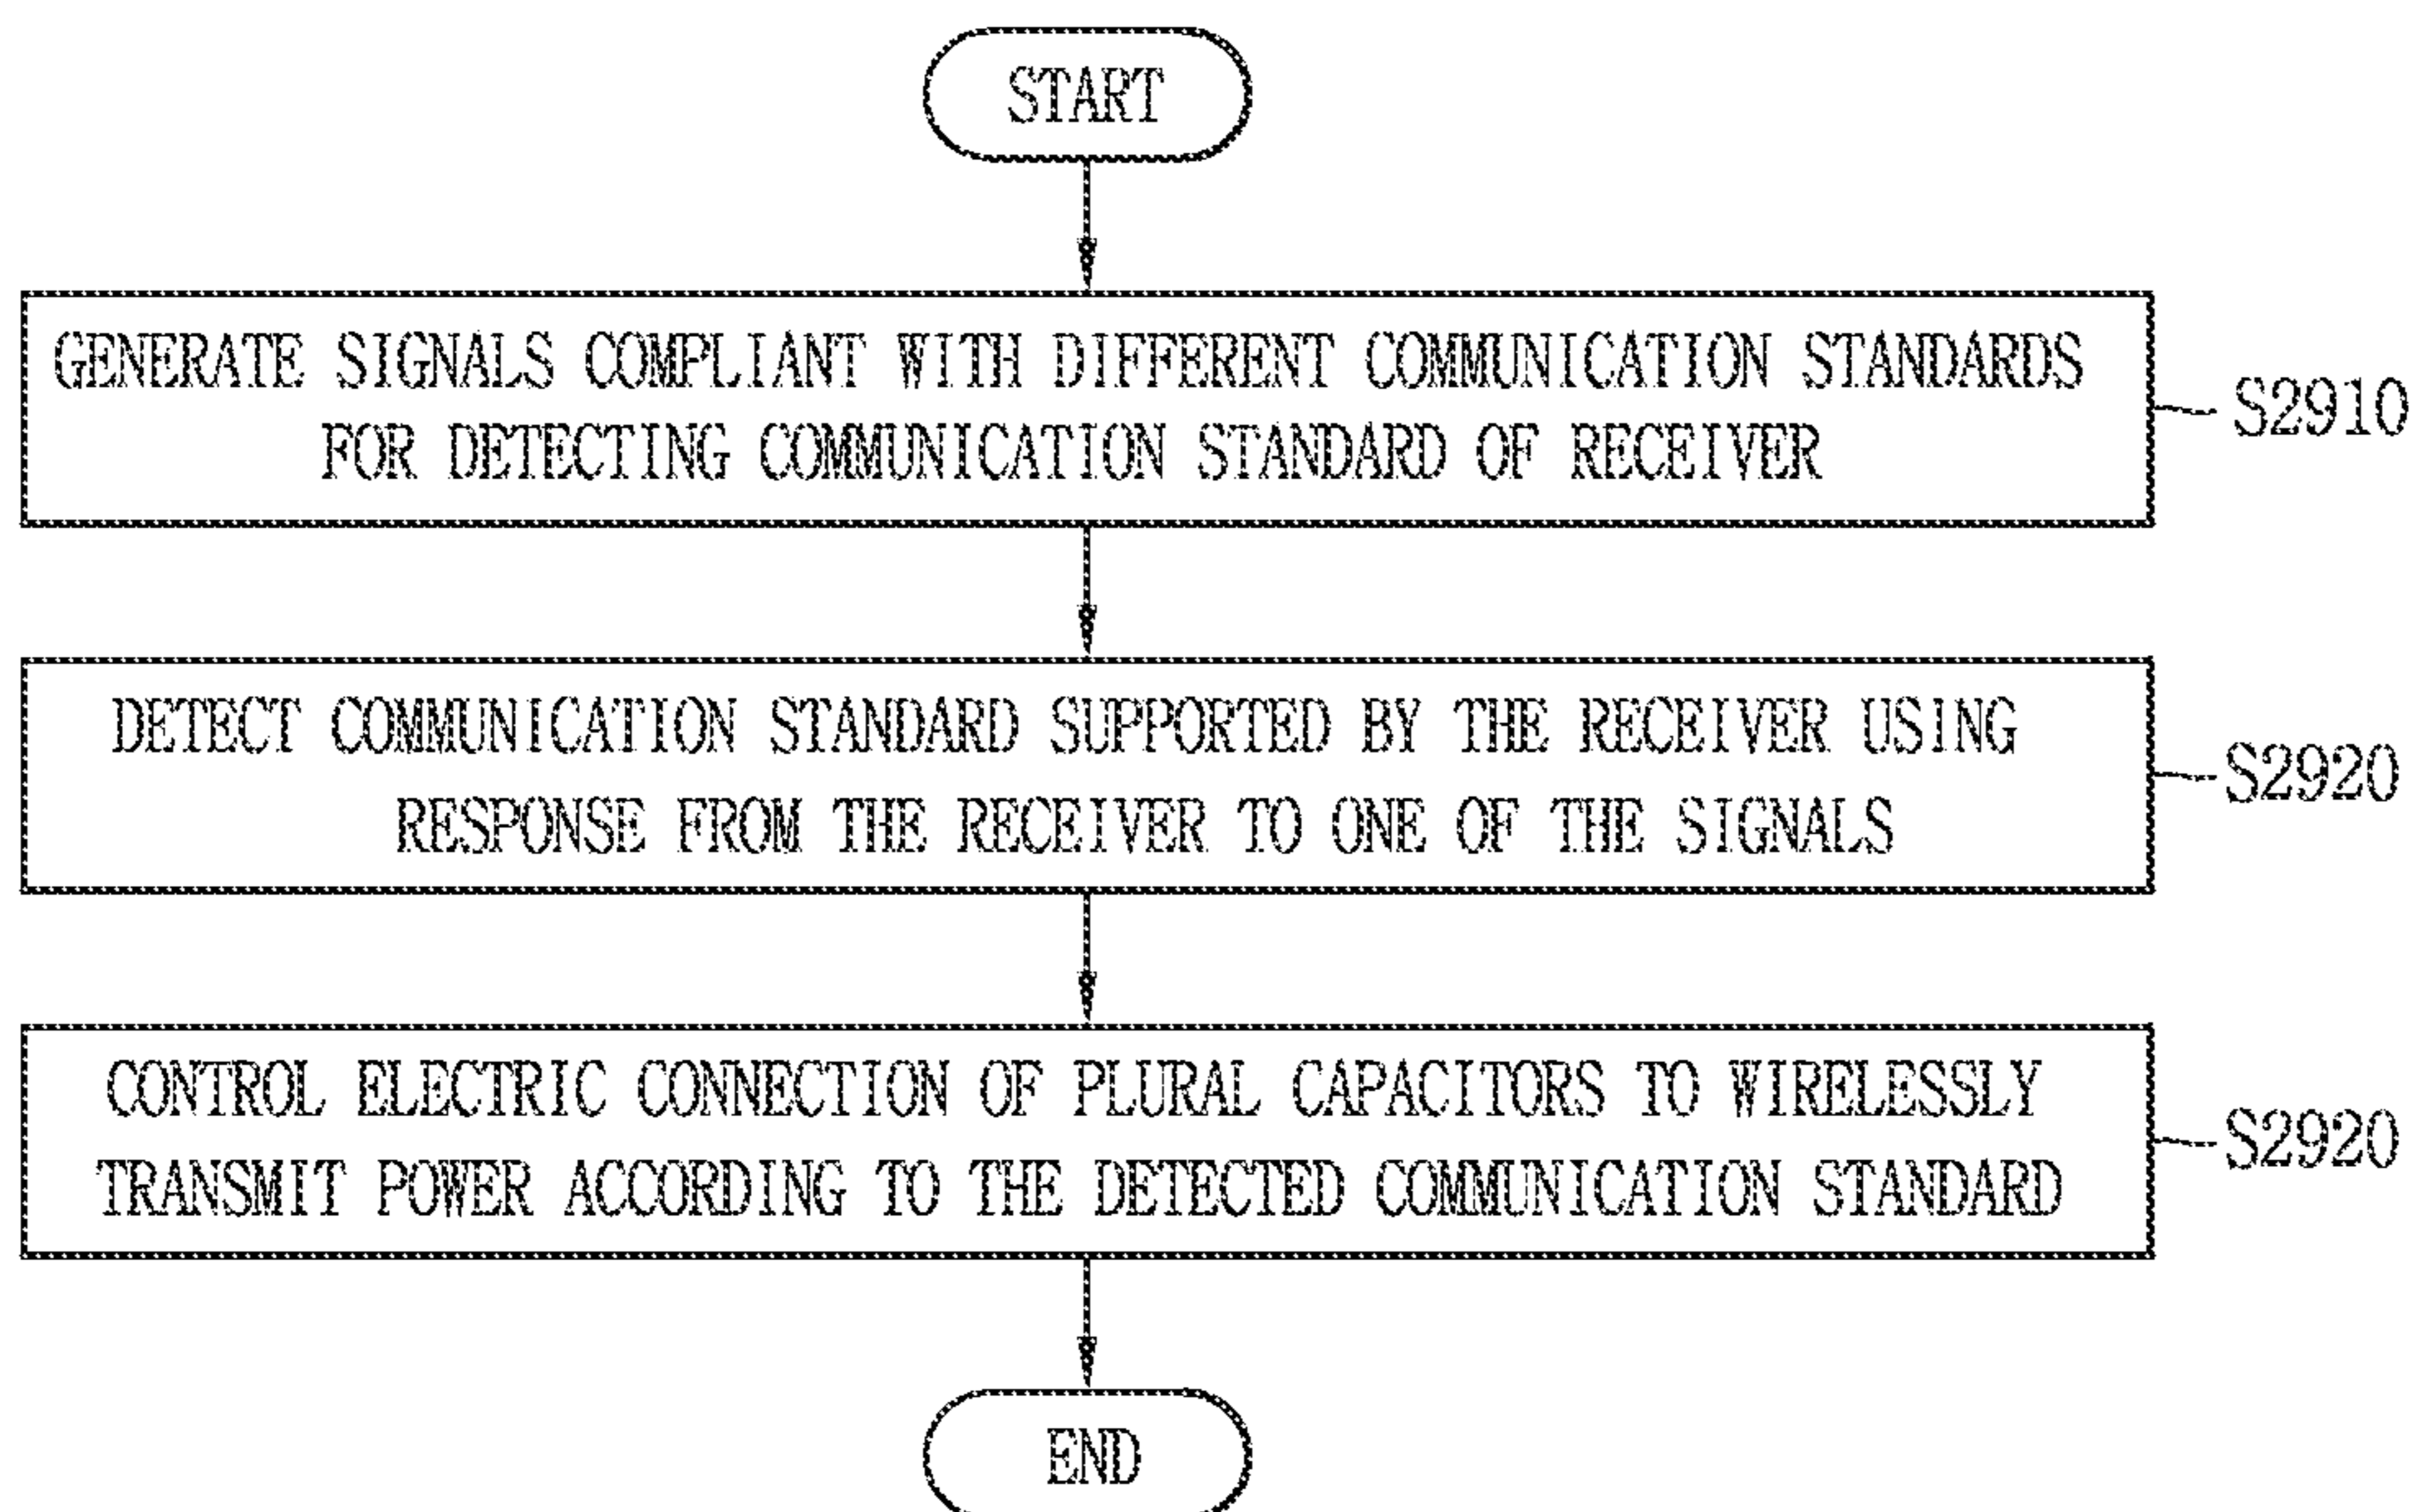 START
GENERATE SIGNALS COMPLIANT WITH DIFFERENT COMMUNICATION STANDARDS
FOR DETECTING COMMUNICATION STANDARD OF RECEIVER
S2910
DETECT COMMUNICATION STANDARD SUPPORTED BY THE RECEIVER USING
RESPONSE FROM THE RECEIVER TO ONE OF THE SIGNALS
S2920
CONTROL ELECTRIC CONNECTION OF PLURAL CAPACITORS TO WIRELESSLY
TRANSMIT POWER ACCORDING TO THE DETECTED COMMUNICATION STANDARD
S2920
END